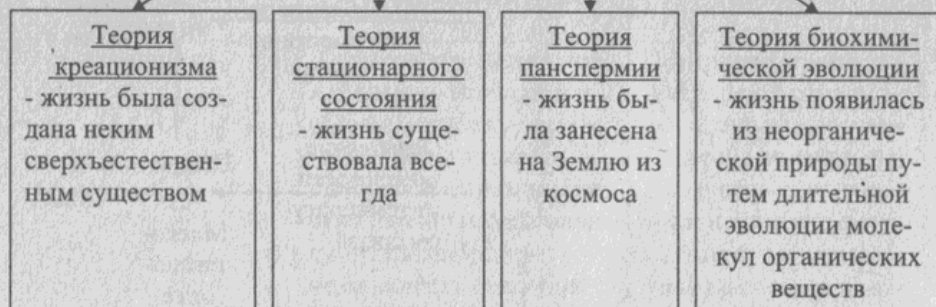 Теория
креационизма
- жизнь была соз-
дана неким
сверхъестествен-
ным существом
Теория
стационарного
состояния
- жизнь суще-
ствовала все-
гда
Теория
панспермии
- жизнь бы-
ла занесена
на Землю из
космоса
Теория биохими-
ческой эволюции
- жизнь появилась
из неорганиче-
ской природы пу-
тем длительной
эволюции моле-
кул органических
веществ